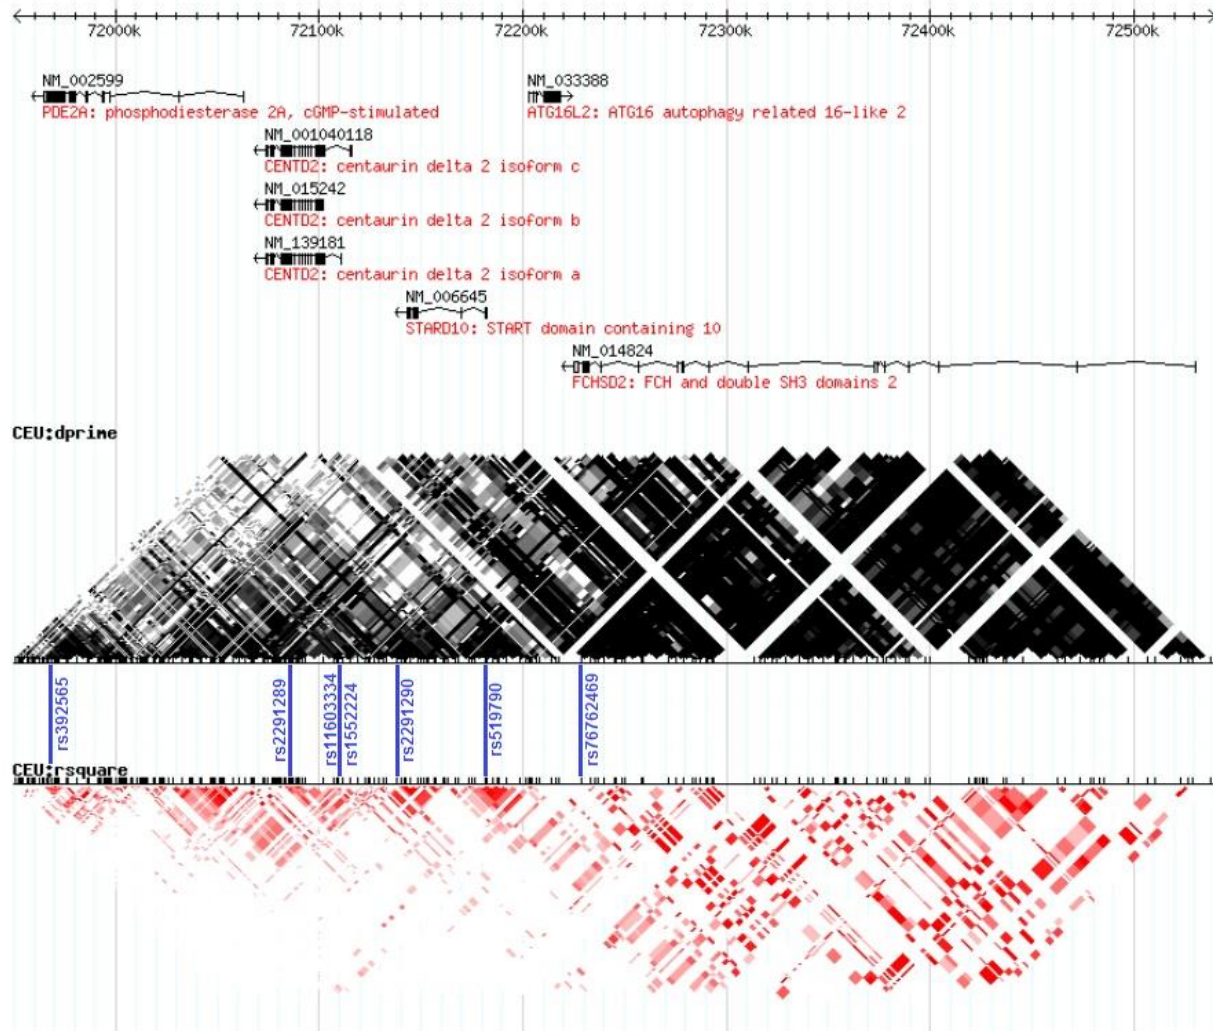 72000k 72100k 72200k 72300k 72400k 72500k
NM_002599 NM_033388
PDE2A: phosphodiesterase 2A, cGMP-stimulated ATG16L2: ATG16 autophagy related 16-like 2
NM_001040118
CENTD2: centaurin delta 2 isoform c
NM_015242
CENTD2: centaurin delta 2 isoform b
NM_139181
CENTD2: centaurin delta 2 isoform a
NM_006645
STARD10: START domain containing 10
NM_014824
FCHSD2: FCH and double SH3 domains 2
CEU:dprime
rs392565
rs2291289
rs11603334
rs1552224
rs2291290
rs519790
rs76762469
CEU:rsquare